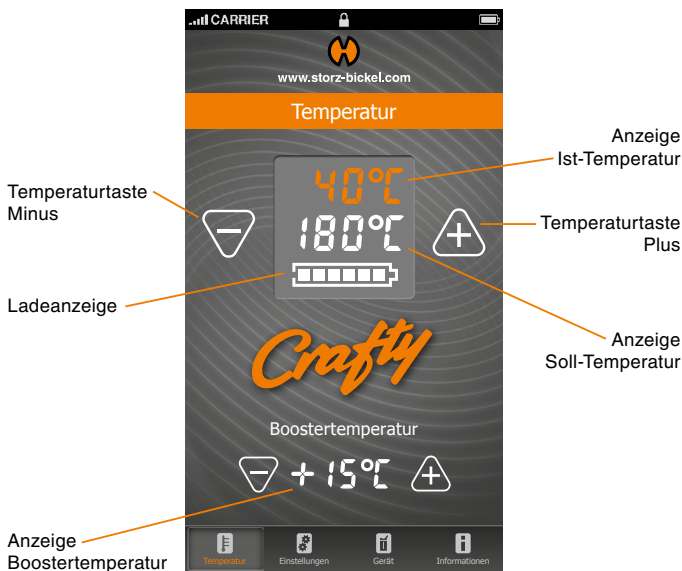 CARRIER
www.storz-bickel.com
Temperatur
Anzeige
Ist-Temperatur
40°C
Temperaturtaste
Minus
180°C
Temperaturtaste
Plus
Ladeanzeige
Anzeige
Soll-Temperatur
Crafty
Boostertemperatur
+15°C
Anzeige
Boostertemperatur
Temperatur
Einstellungen
Gerät
Informationen